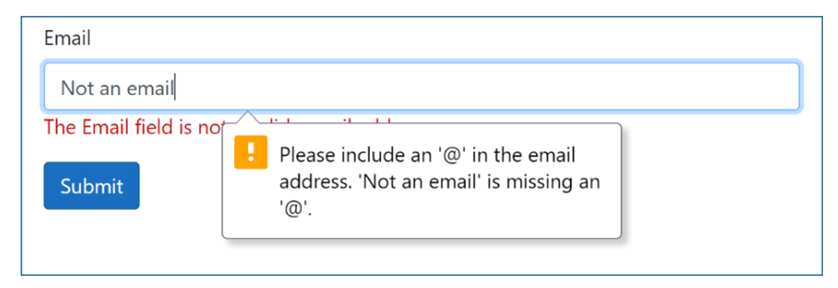 Email
Not an email
The Email field is not
Please include an '@' in the email
address. 'Not an email' is missing an
'@'.
Submit